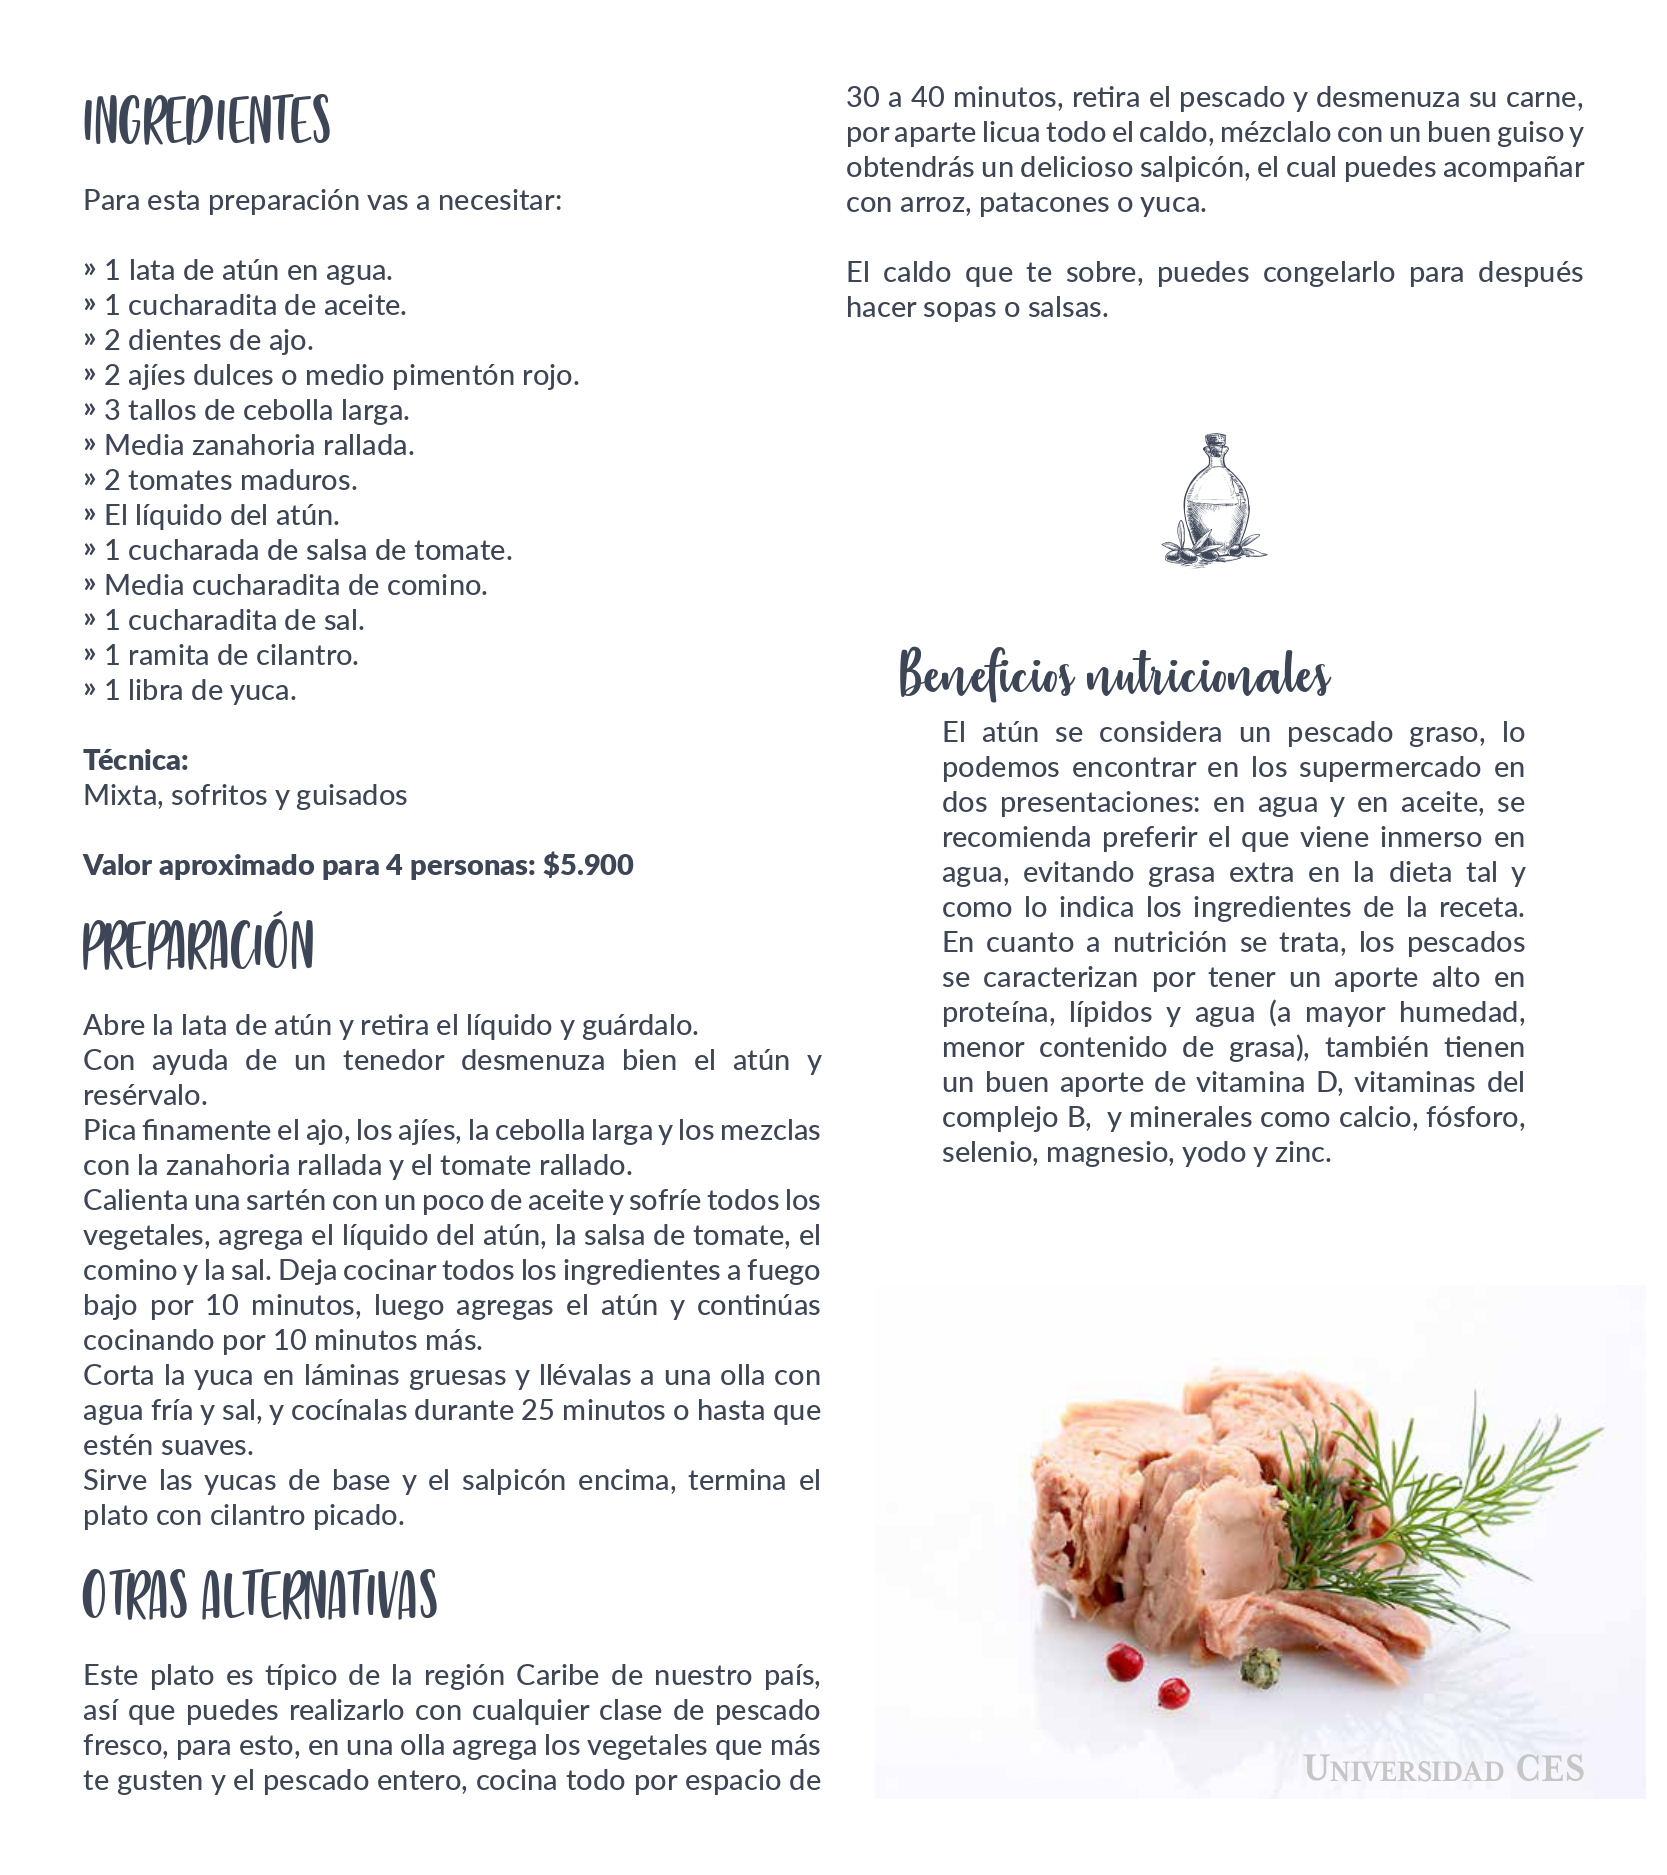 INGREDIENTES
Para esta preparación vas a necesitar:
» 1 lata de atún en agua.
» 1 cucharadita de aceite.
» 2 dientes de ajo.
» 2 ajíes dulces o medio pimentón rojo.
» 3 tallos de cebolla larga.
» Media zanahoria rallada.
» 2 tomates maduros.
» El líquido del atún.
» 1 cucharada de salsa de tomate.
» Media cucharadita de comino.
» 1 cucharadita de sal.
» 1 ramita de cilantro.
» 1 libra de yuca.
Técnica:
Mixta, sofritos y guisados
Valor aproximado para 4 personas: $5.900
PREPARACIÓN
Abre la lata de atún y retira el líquido y guárdalo.
Con ayuda de un tenedor desmenuza bien el atún y
resérvalo.
Pica finamente el ajo, los ajíes, la cebolla larga y los mezclas
con la zanahoria rallada y el tomate rallado.
Calienta una sartén con un poco de aceite y sofríe todos los
vegetales, agrega el líquido del atún, la salsa de tomate, el
comino y la sal. Deja cocinar todos los ingredientes a fuego
bajo por 10 minutos, luego agregas el atún y continúas
cocinando por 10 minutos más.
Corta la yuca en láminas gruesas y llévalas a una olla con
agua fría y sal, y cocínalas durante 25 minutos o hasta que
estén suaves.
Sirve las yucas de base y el salpicón encima, termina el
plato con cilantro picado.
OTRAS ALTERNATIVAS
Este plato es típico de la región Caribe de nuestro país,
así que puedes realizarlo con cualquier clase de pescado
fresco, para esto, en una olla agrega los vegetales que más
te gusten y el pescado entero, cocina todo por espacio de
30 a 40 minutos, retira el pescado y desmenuza su carne,
por aparte licua todo el caldo, mézclalo con un buen guiso y
obtendrás un delicioso salpicón, el cual puedes acompañar
con arroz, patacones o yuca.
El caldo que te sobre, puedes congelarlo para después
hacer sopas o salsas.
Beneficios nutricionales
El atún se considera un pescado graso, lo
podemos encontrar en los supermercado en
dos presentaciones: en agua y en aceite, se
recomienda preferir el que viene inmerso en
agua, evitando grasa extra en la dieta tal y
como lo indica los ingredientes de la receta.
En cuanto a nutrición se trata, los pescados
se caracterizan por tener un aporte alto en
proteína, lípidos y agua (a mayor humedad,
menor contenido de grasa), también tienen
un buen aporte de vitamina D, vitaminas del
complejo B, y minerales como calcio, fósforo,
selenio, magnesio, yodo y zinc.
UNIVERSIDAD CES